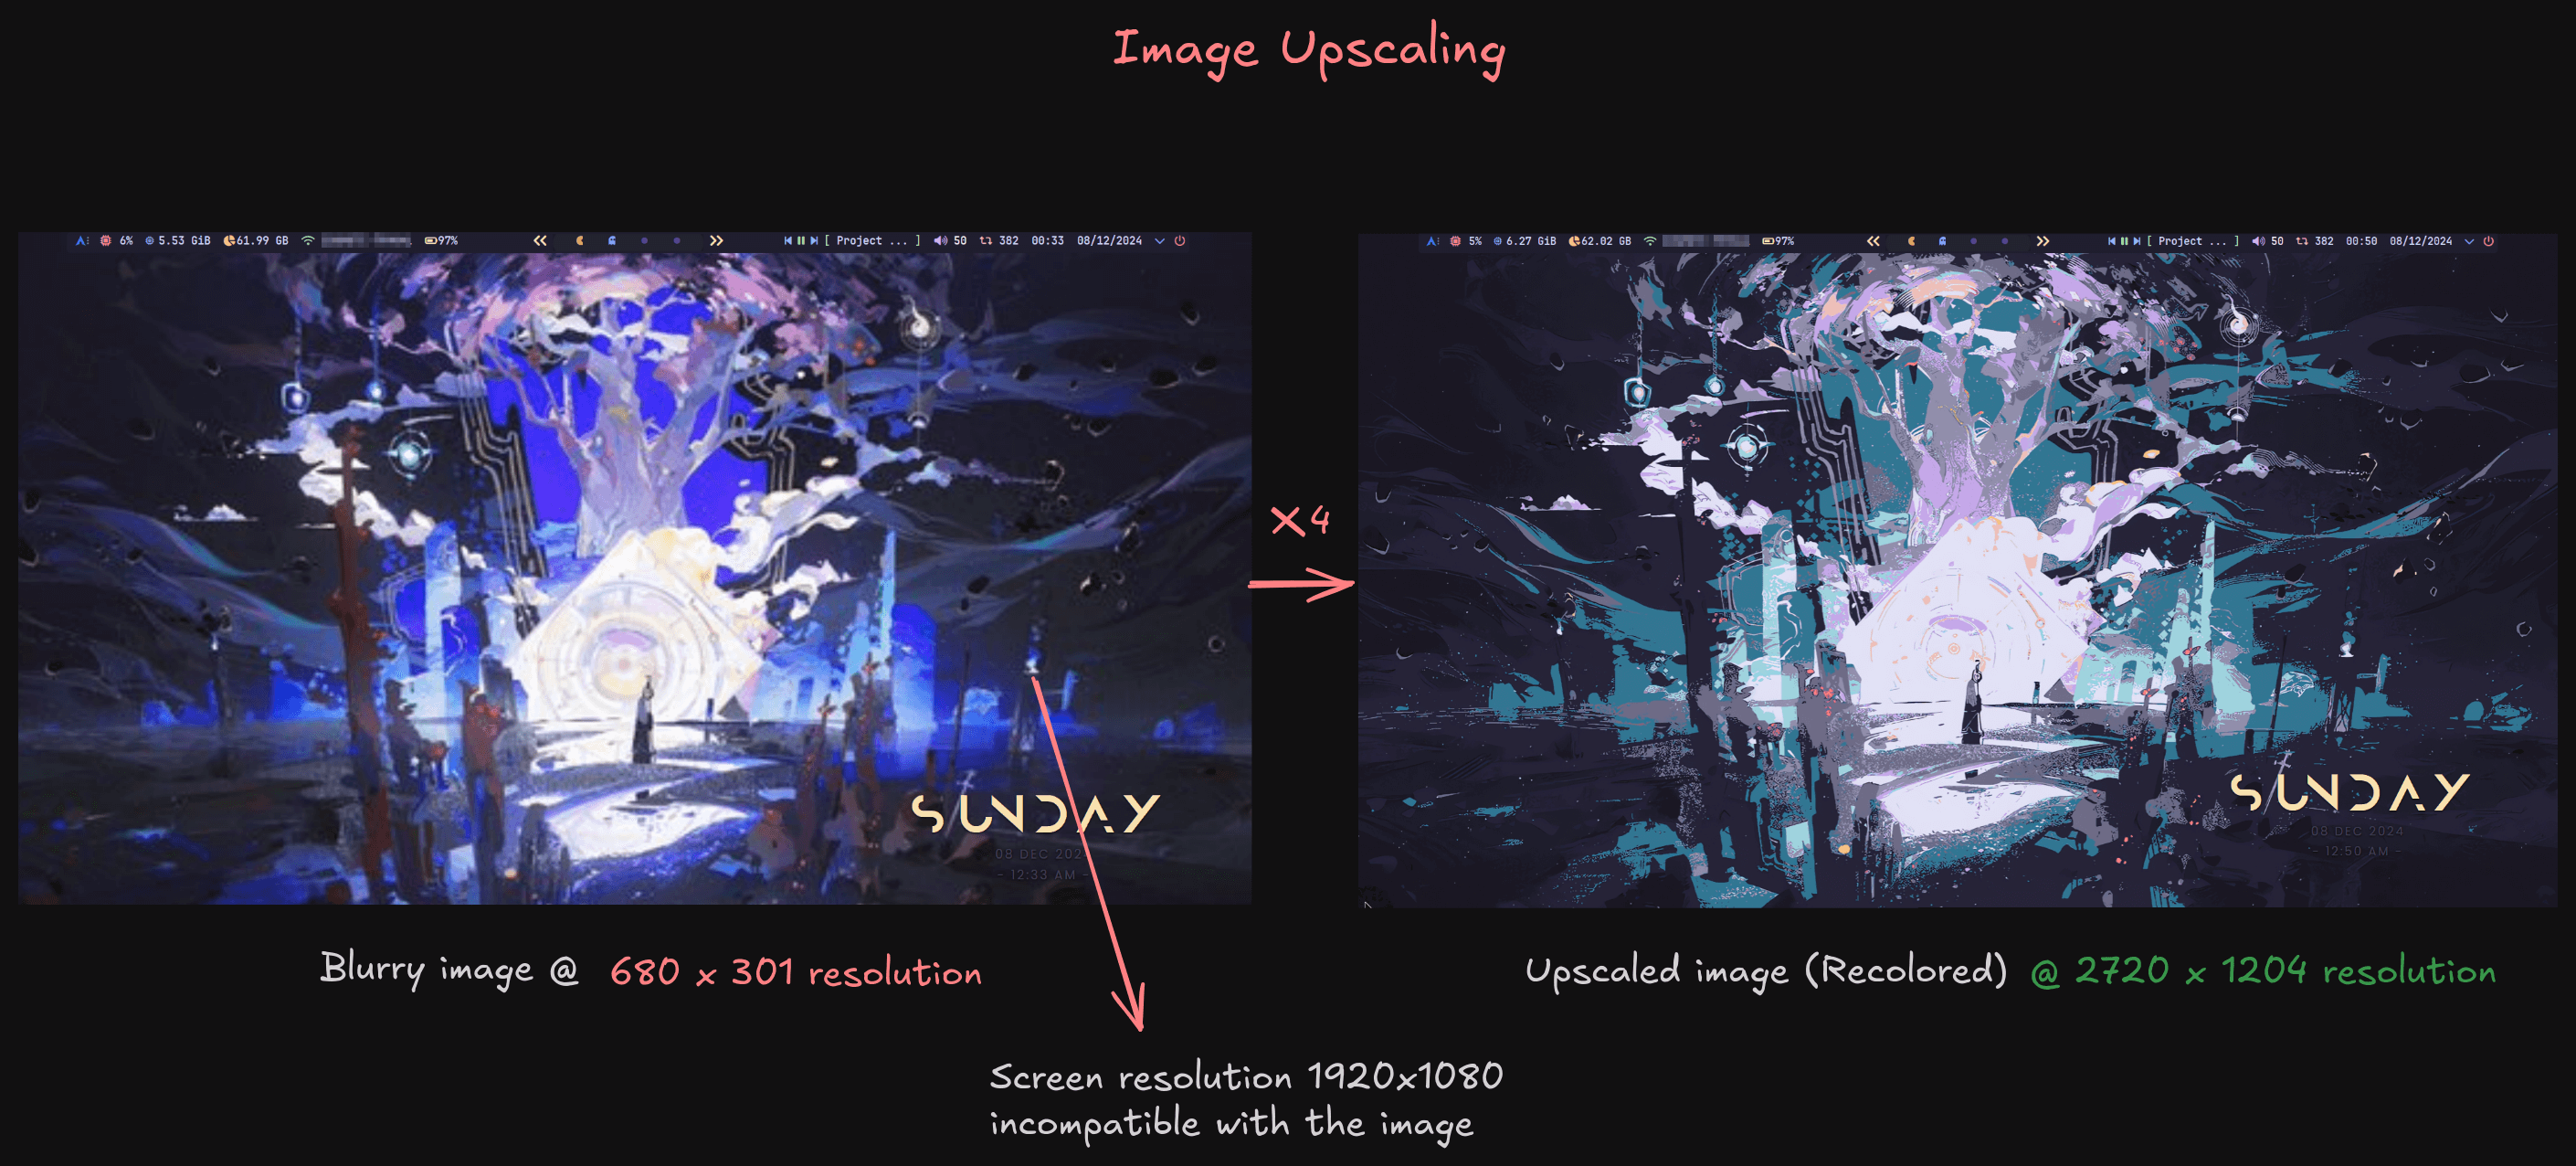 Image Upscaling
6% 5.53 GiB 61.99 GB 97% [ Project ... ] 50 382 00:33 08/12/2024
5% 6.27 GiB 62.02 GB 97% [ Project ... ] 50 382 00:50 08/12/2024
X4
SUNDAY
08 DEC 2024
- 12:33 AM -
SUNDAY
08 DEC 2024
- 12:50 AM -
Blurry image @ 680 x 301 resolution
Upscaled image (Recolored) @ 2720 x 1204 resolution
Screen resolution 1920x1080
incompatible with the image